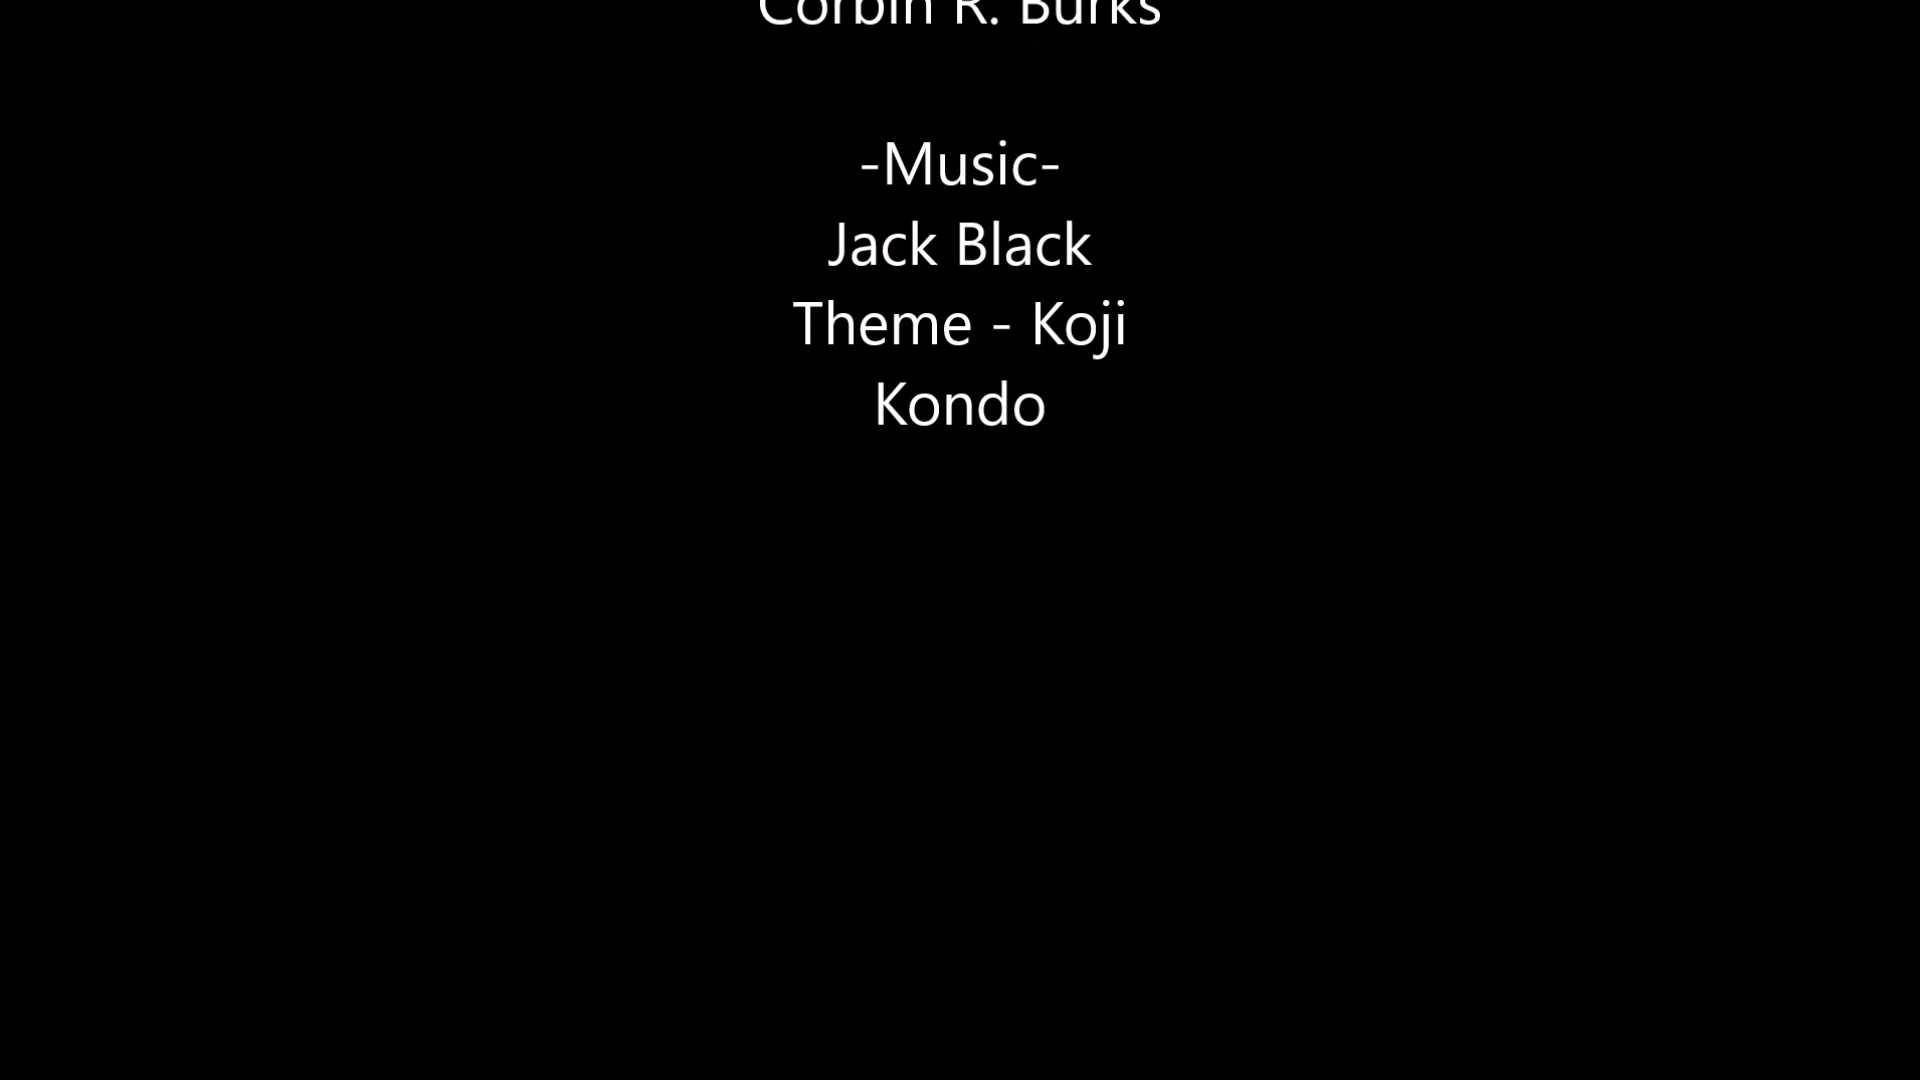 Corbin R. Burks
-Music-
Jack Black
Theme - Koji
Kondo